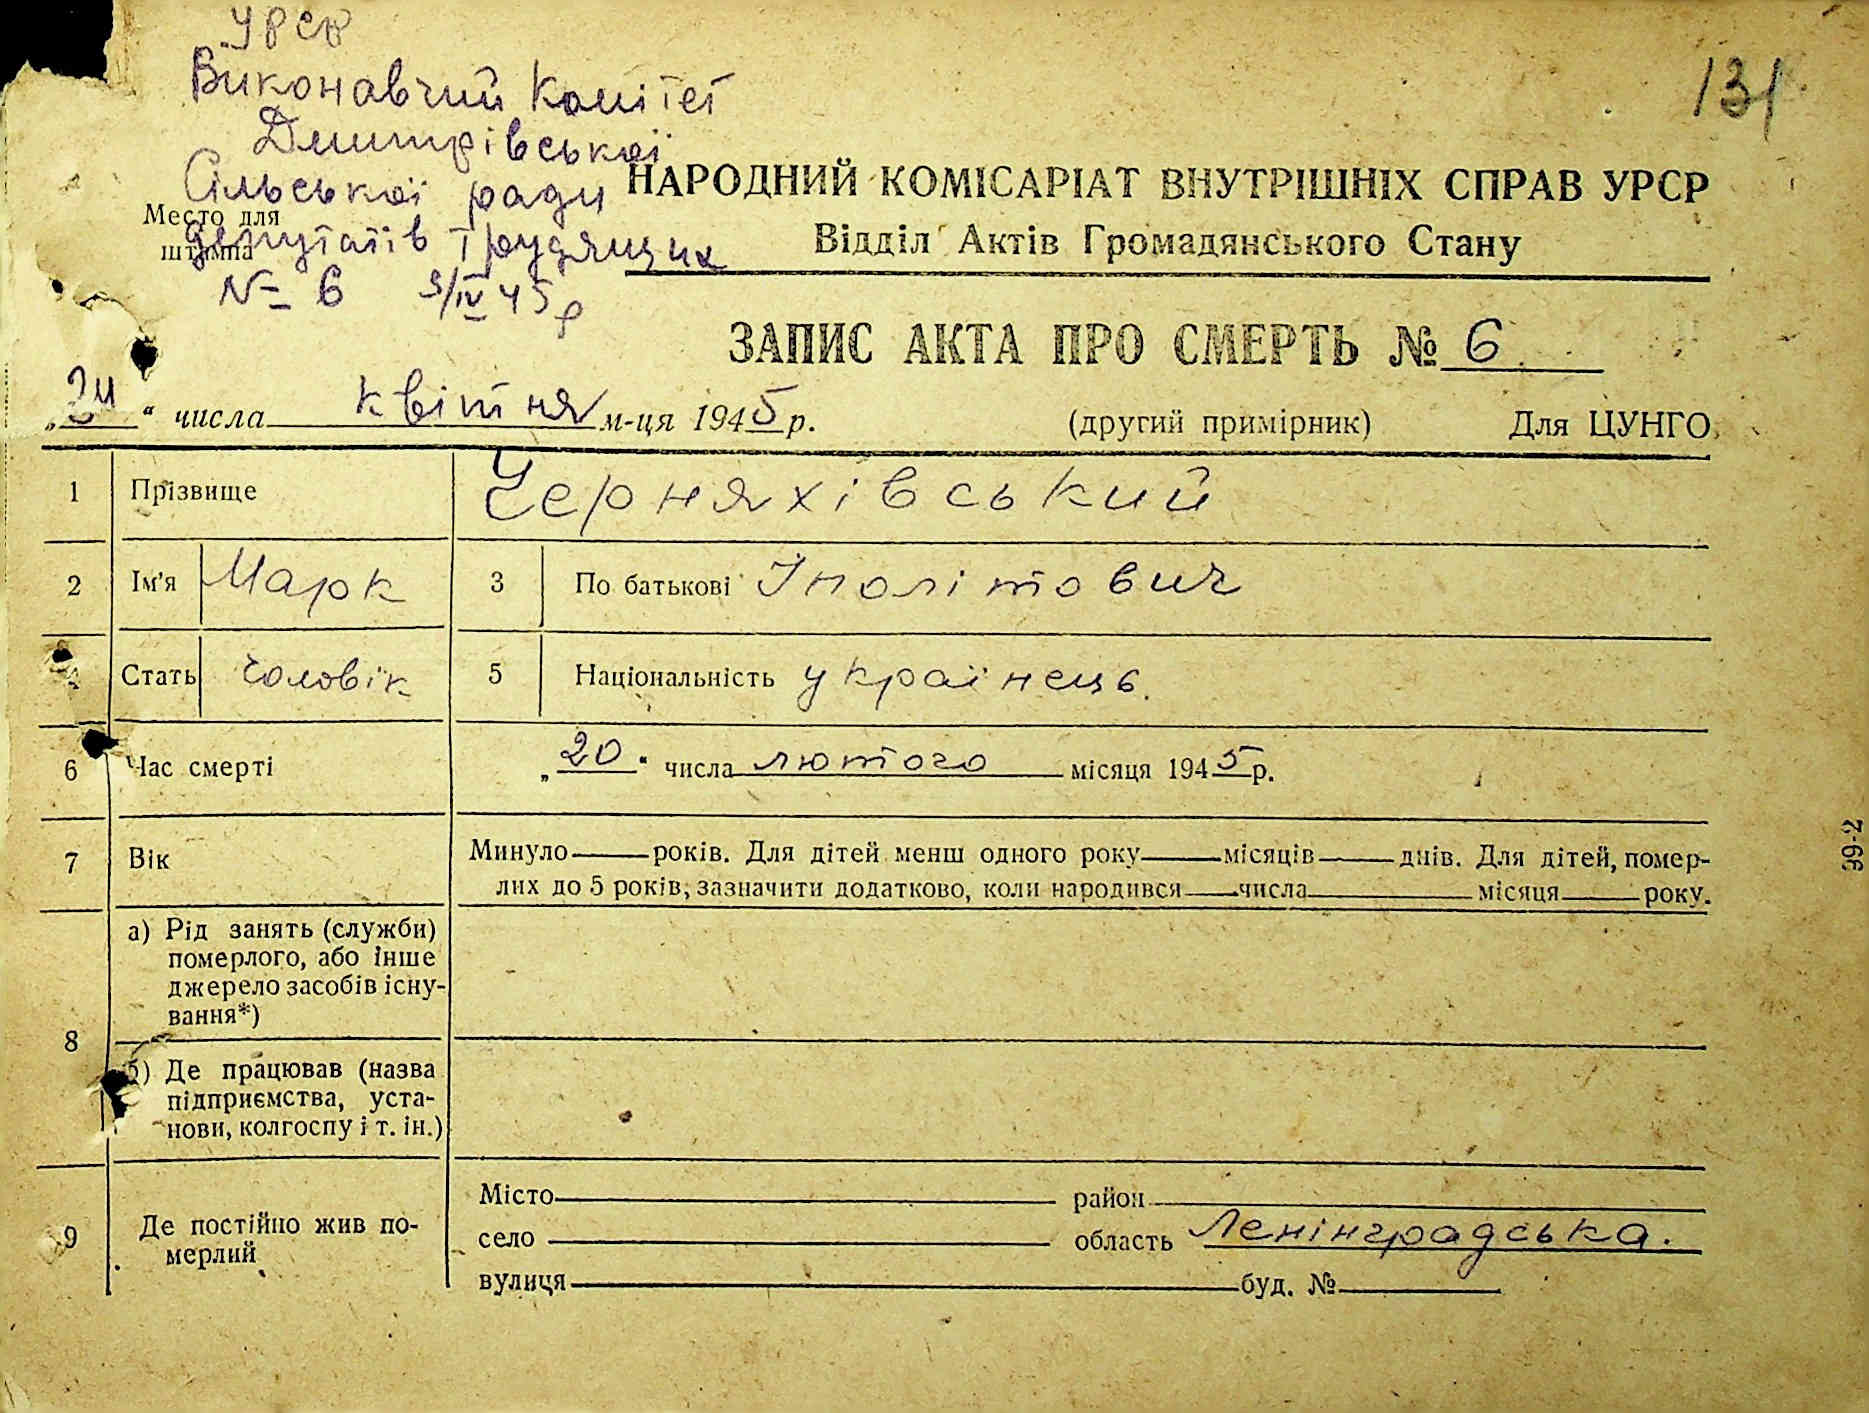 УРСР
Виконавчий Комітет
Дмитрівської
Сільської ради
депутатів трудящих
№ 6 9/IV 45 р
131
Место для
штампа
НАРОДНИЙ КОМІСАРІАТ ВНУТРІШНІХ СПРАВ УРСР
Відділ Актів Громадянського Стану
ЗАПИС АКТА ПРО СМЕРТЬ № 6
„ “ числа квітня м-ця 1945 р. (другий примірник) Для ЦУНГО
1 Прізвище Черняхівський
2 Ім'я Марк 3 По батькові Іполітович
4 Стать чоловік 5 Національність українець.
6 Час смерті „20“ числа лютого місяця 1945 р.
7 Вік Минуло років. Для дітей менш одного року місяців днів. Для дітей, помер-
лих до 5 років, зазначити додатково, коли народився числа місяця року.
8 а) Рід занять (служби)
померлого, або інше
джерело засобів існу-
вання*)
б) Де працював (назва
підприємства, уста-
нови, колгоспу і т. ін.)
9 Де постійно жив по-
мерлий
Місто район
село область Ленінградська.
вулиця буд. №
39-2